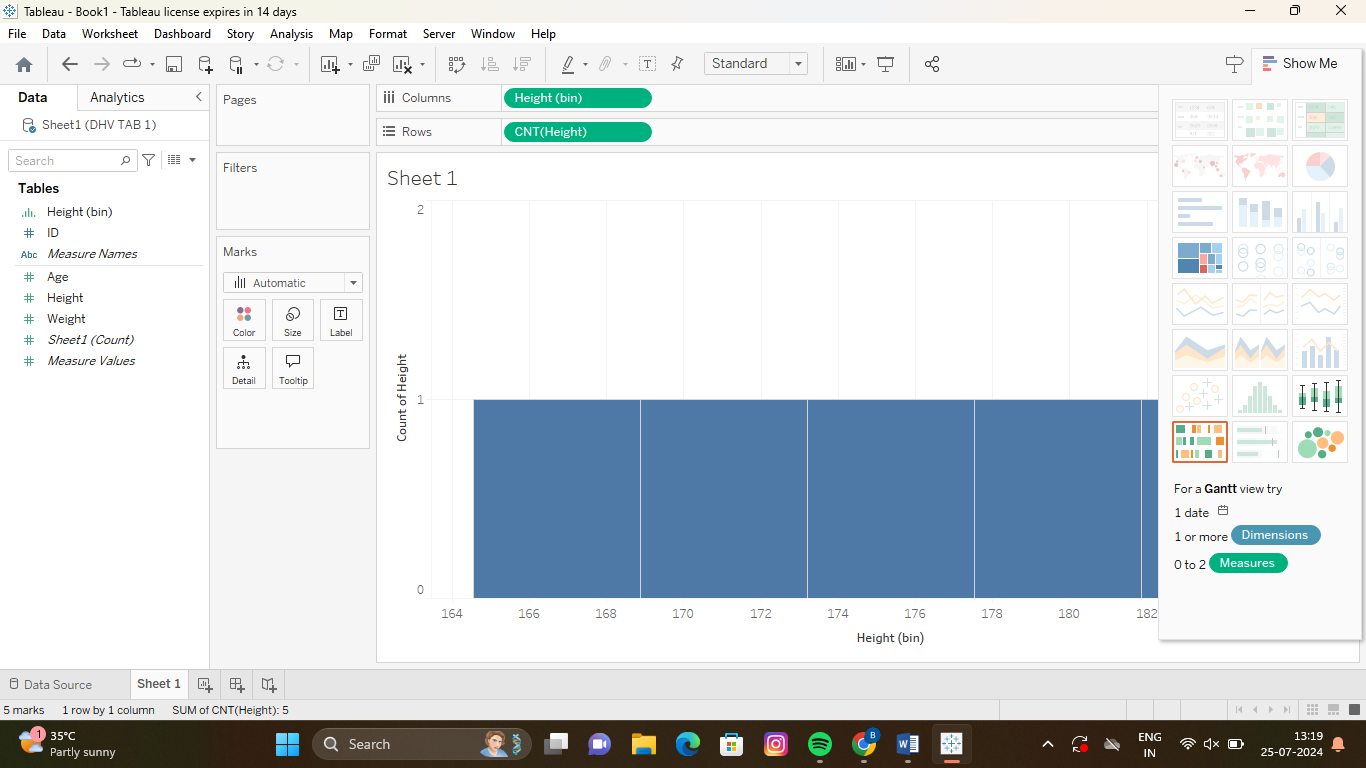 Tableau - Book1 - Tableau license expires in 14 days
File Data Worksheet Dashboard Story Analysis Map Format Server Window Help
Standard
Show Me
Data Analytics
Sheet1 (DHV TAB 1)
Search
Tables
Height (bin)
ID
Abc Measure Names
Age
Height
Weight
Sheet1 (Count)
Measure Values
Pages
Filters
Marks
Automatic
Color Size Label
Detail Tooltip
Columns Height (bin)
Rows CNT(Height)
Sheet 1
2
1
0
Count of Height
164 166 168 170 172 174 176 178 180 182
Height (bin)
For a Gantt view try
1 date
1 or more Dimensions
0 to 2 Measures
Data Source Sheet 1
5 marks 1 row by 1 column SUM of CNT(Height): 5
1
35°C
Partly sunny
Search
B
ENG
IN
13:19
25-07-2024